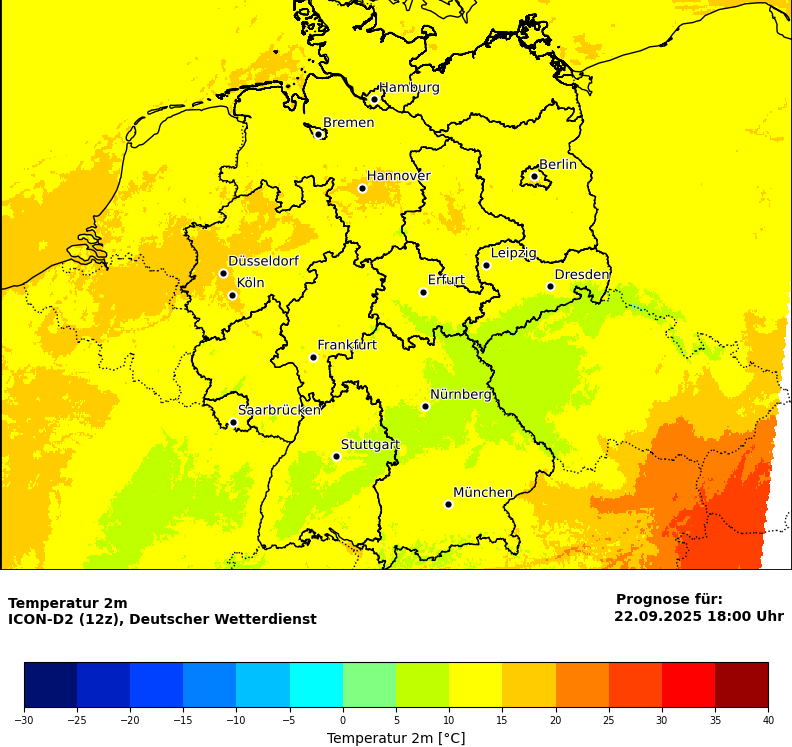 Hamburg
Bremen
Berlin
Hannover
Leipzig
Düsseldorf
Dresden
Köln
Erfurt
Frankfurt
Nürnberg
Saarbrücken
Stuttgart
München
Temperatur 2m
ICON-D2 (12z), Deutscher Wetterdienst
Prognose für:
22.09.2025 18:00 Uhr
−30 −25 −20 −15 −10 −5 0 5 10 15 20 25 30 35 40
Temperatur 2m [°C]